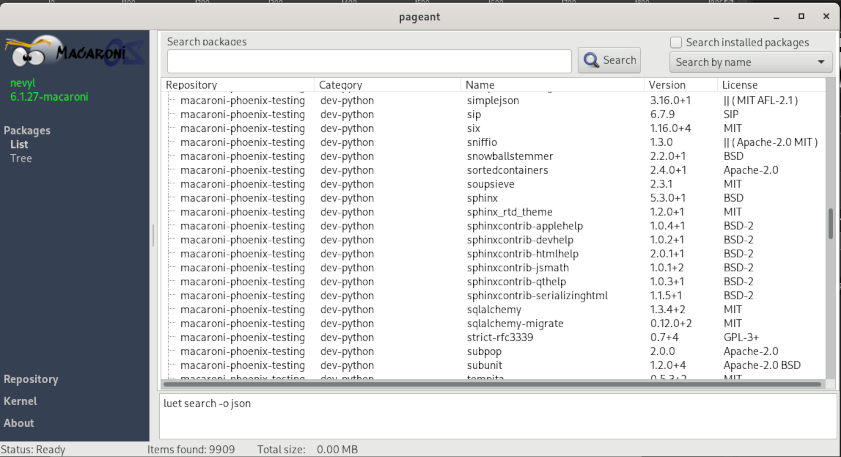 pageant
Macaroni OS
nevyl
6.1.27-macaroni
Packages
List
Tree
Repository
Kernel
About
Search packages
Search
Search installed packages
Search by name
Repository Category Name Version License
macaroni-phoenix-testing dev-python simplejson 3.16.0+1 || ( MIT AFL-2.1 )
macaroni-phoenix-testing dev-python sip 6.7.9 SIP
macaroni-phoenix-testing dev-python six 1.16.0+4 MIT
macaroni-phoenix-testing dev-python sniffio 1.3.0 || ( Apache-2.0 MIT )
macaroni-phoenix-testing dev-python snowballstemmer 2.2.0+1 BSD
macaroni-phoenix-testing dev-python sortedcontainers 2.4.0+1 Apache-2.0
macaroni-phoenix-testing dev-python soupsieve 2.3.1 MIT
macaroni-phoenix-testing dev-python sphinx 5.3.0+1 BSD
macaroni-phoenix-testing dev-python sphinx_rtd_theme 1.2.0+1 MIT
macaroni-phoenix-testing dev-python sphinxcontrib-applehelp 1.0.4+1 BSD-2
macaroni-phoenix-testing dev-python sphinxcontrib-devhelp 1.0.2+1 BSD-2
macaroni-phoenix-testing dev-python sphinxcontrib-htmlhelp 2.0.1+1 BSD-2
macaroni-phoenix-testing dev-python sphinxcontrib-jsmath 1.0.1+2 BSD-2
macaroni-phoenix-testing dev-python sphinxcontrib-qthelp 1.0.3+1 BSD-2
macaroni-phoenix-testing dev-python sphinxcontrib-serializinghtml 1.1.5+1 BSD-2
macaroni-phoenix-testing dev-python sqlalchemy 1.3.4+2 MIT
macaroni-phoenix-testing dev-python sqlalchemy-migrate 0.12.0+2 MIT
macaroni-phoenix-testing dev-python strict-rfc3339 0.7+4 GPL-3+
macaroni-phoenix-testing dev-python subpop 2.0.0 Apache-2.0
macaroni-phoenix-testing dev-python subunit 1.2.0+4 Apache-2.0 BSD
macaroni-phoenix-testing dev-python tempita 0.5.3+2 MIT
luet search -o json
Status: Ready Items found: 9909 Total size: 0.00 MB